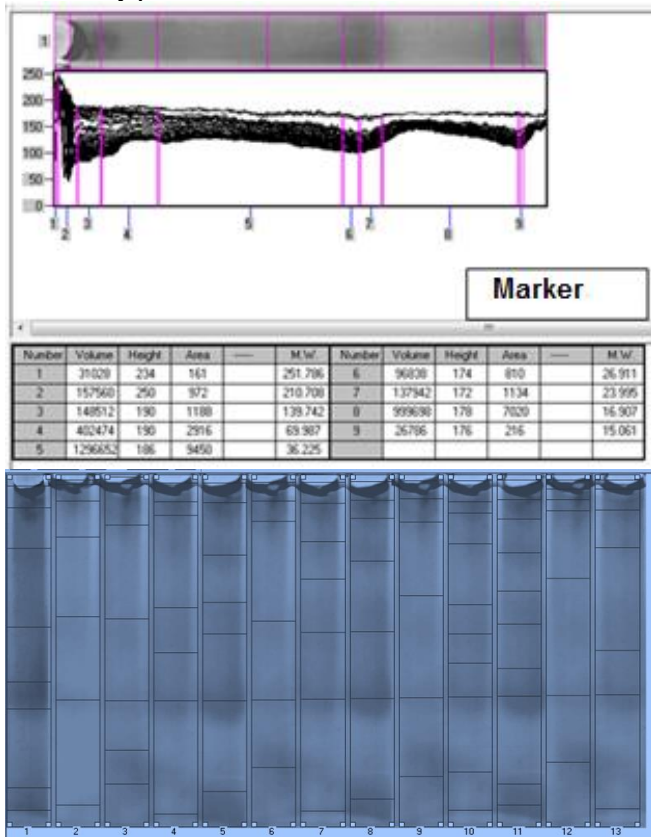 1
250
200
150
100
50
0
1 2 3 4 5 6 7 8 9
Marker
Number Volume Height Area ---- M.W. Number Volume Height Area ---- M.W.
1 31028 234 161 251.786 6 96838 174 810 26.911
2 157560 250 972 210.708 7 137942 172 1134 23.995
3 148512 190 1188 139.742 8 999698 178 7020 16.907
4 402474 190 2916 69.987 9 26786 176 216 15.061
5 1296652 186 9450 36.225
1 2 3 4 5 6 7 8 9 10 11 12 13